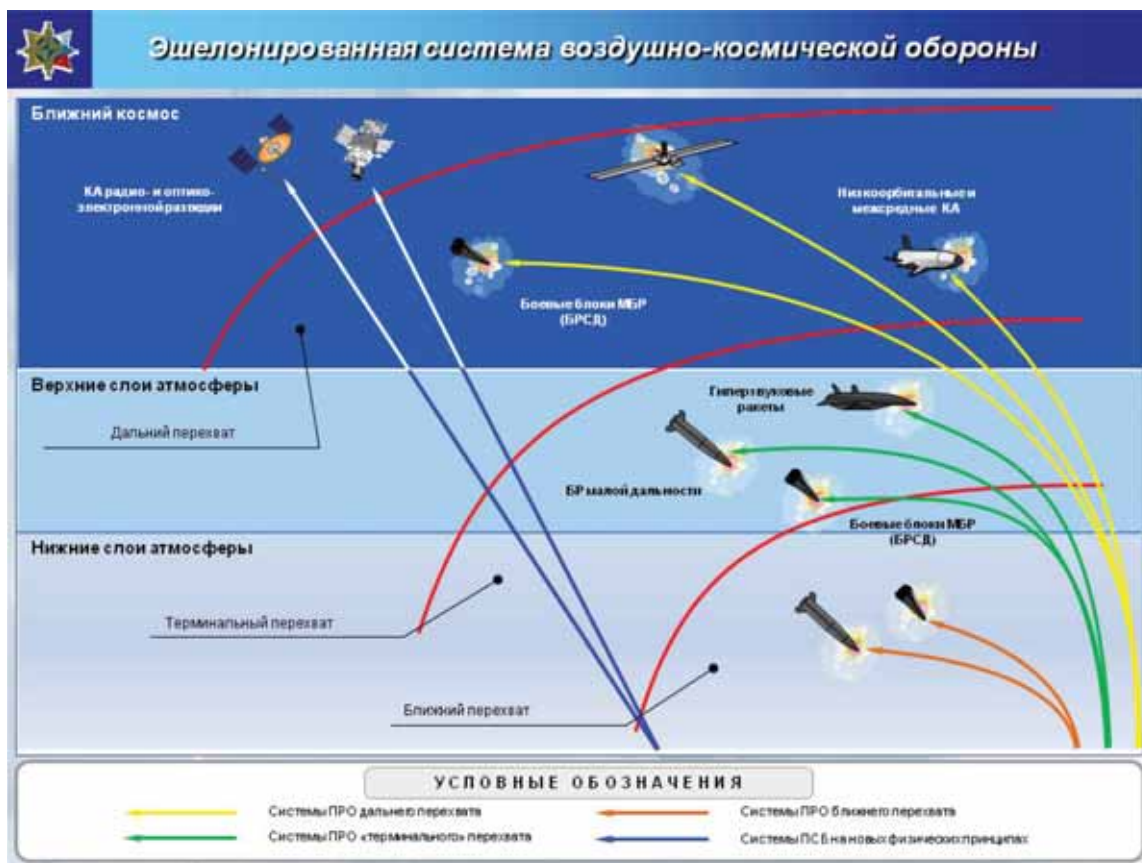 Эшелонированная система воздушно-космической обороны
Ближний космос
КА радио- и оптико-
электронной разведки
Низкоорбитальные и
межсредные КА
Боевые блоки МБР
(БРСД)
Верхние слои атмосферы
Гиперзвуковые
ракеты
Дальний перехват
БР малой дальности
Боевые блоки МБР
(БРСД)
Нижние слои атмосферы
Терминальный перехват
Ближний перехват
УСЛОВНЫЕ ОБОЗНАЧЕНИЯ
Системы ПРО дальнего перехвата
Системы ПРО ближнего перехвата
Системы ПРО «терминального» перехвата
Системы ПСБ на новых физических принципах